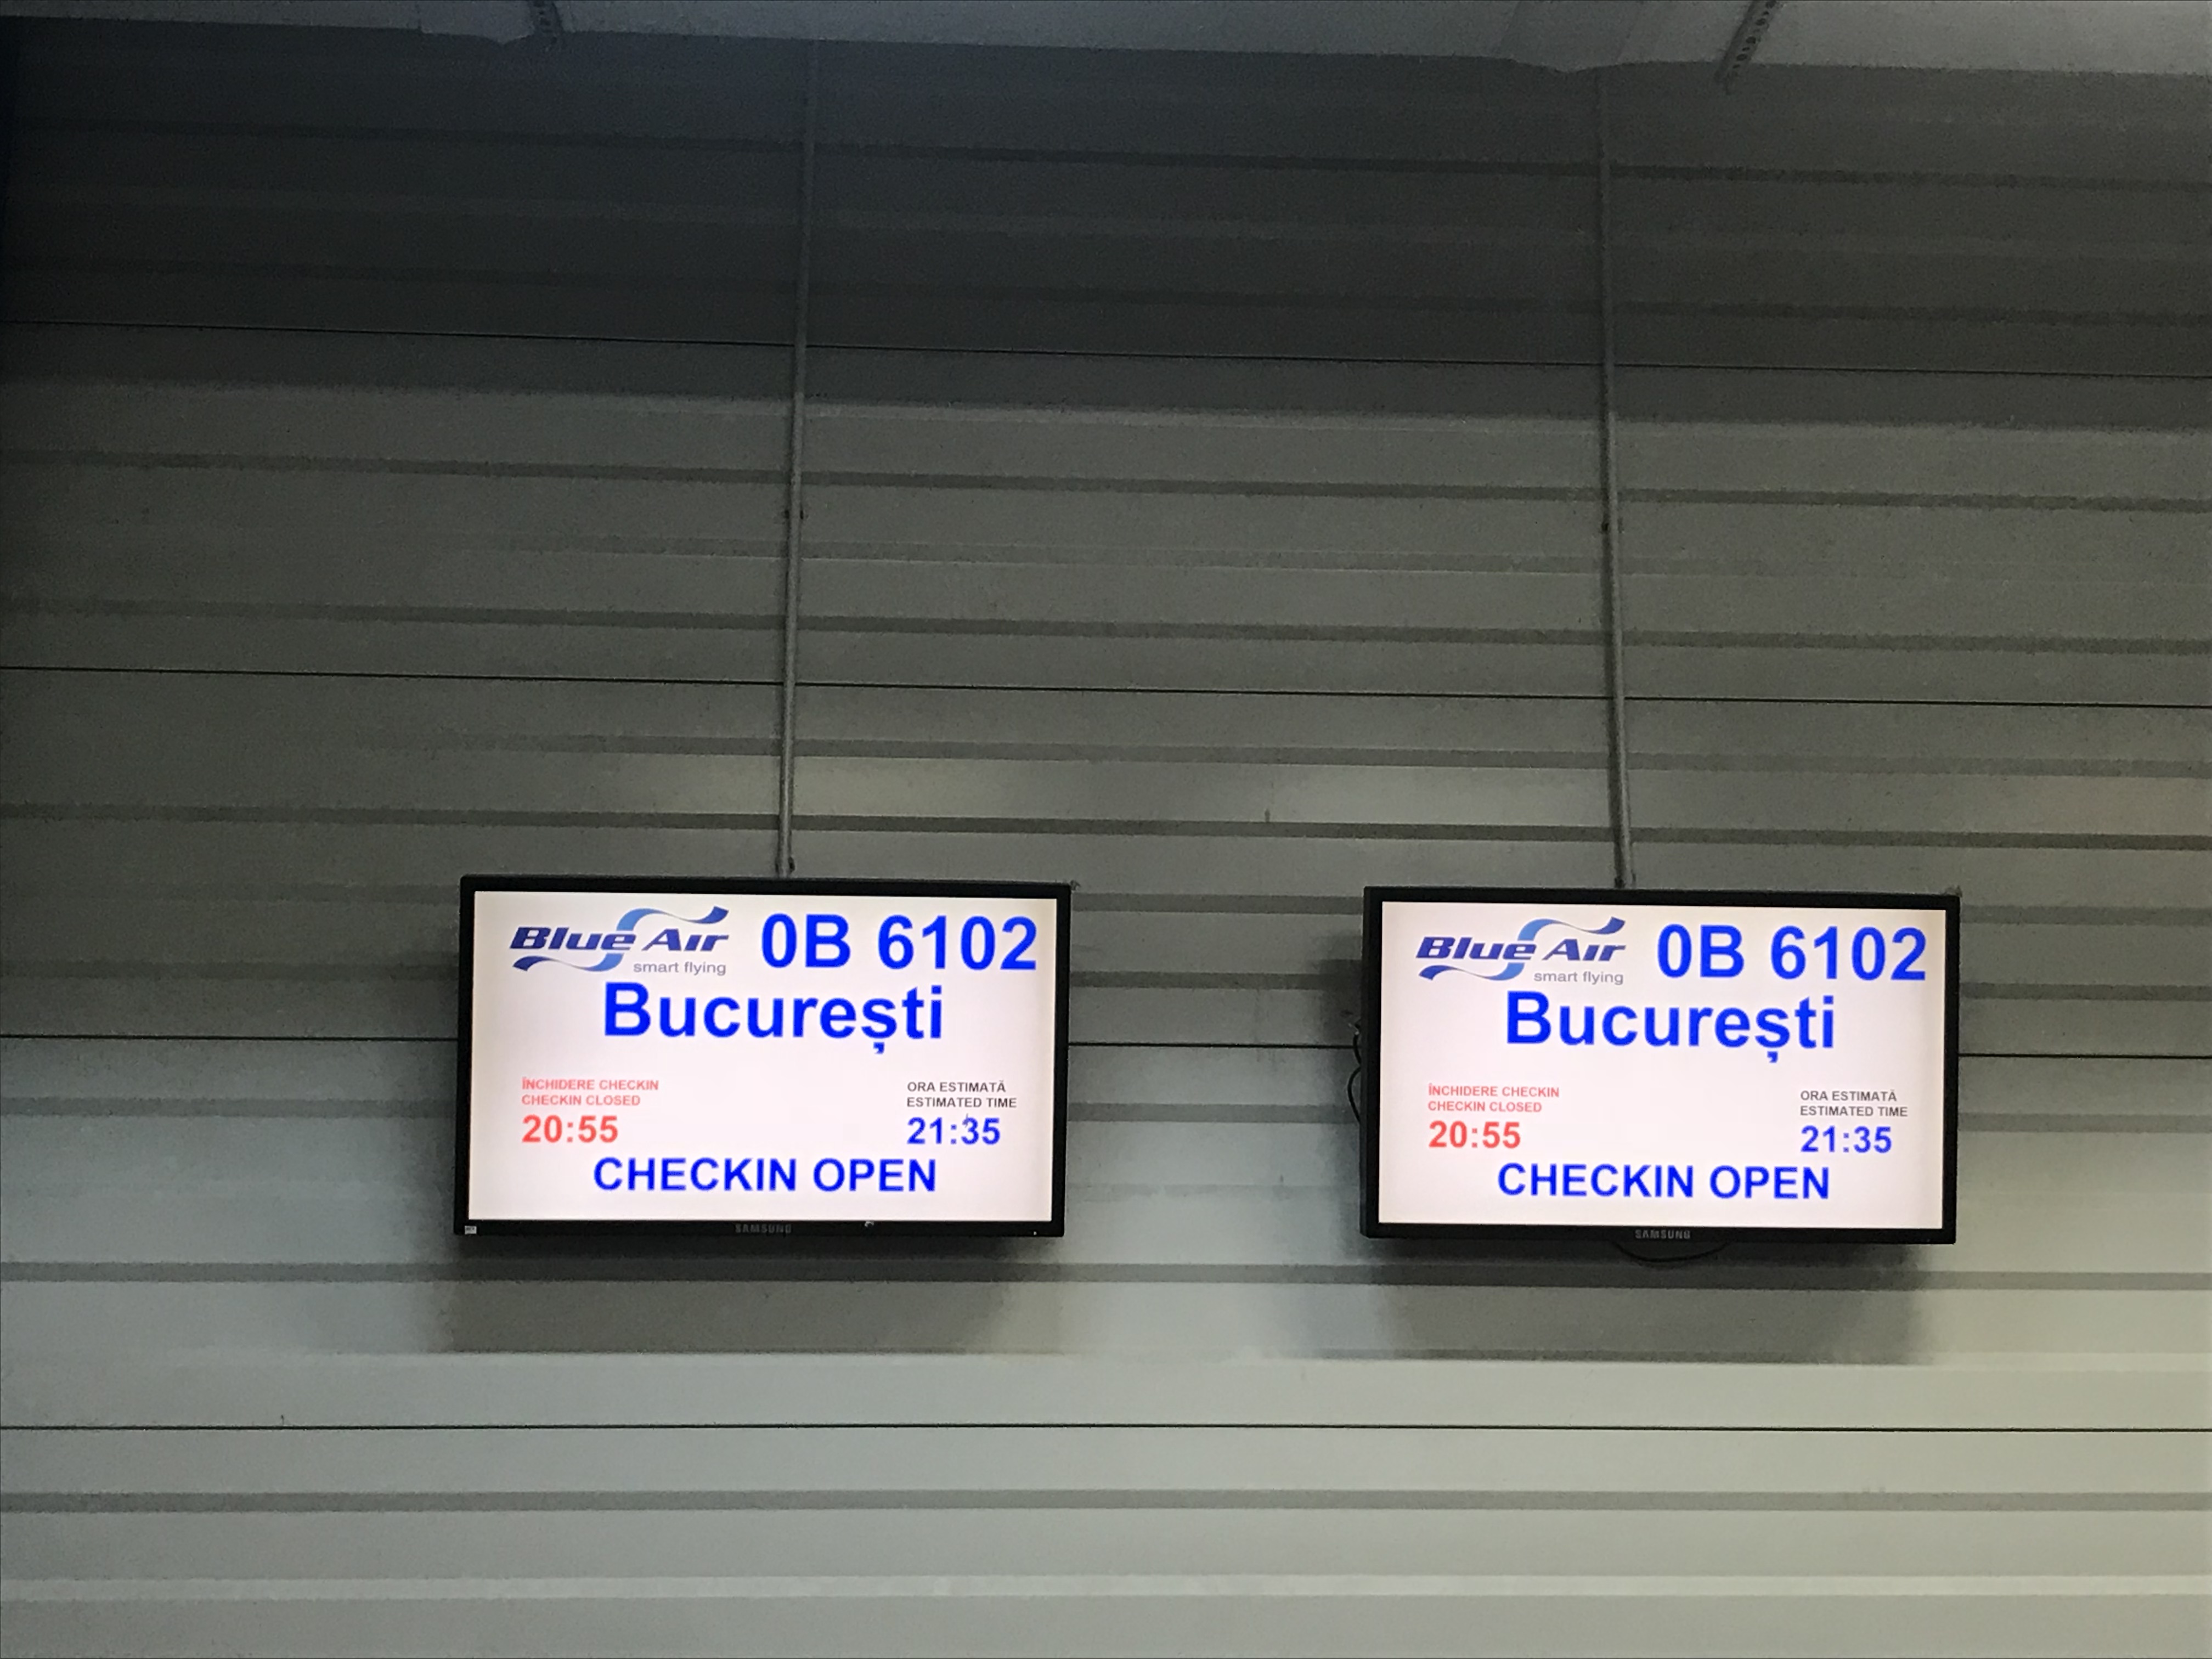 Blue Air
smart flying
0B 6102
București
ÎNCHIDERE CHECKIN
CHECKIN CLOSED
20:55
ORA ESTIMATĂ
ESTIMATED TIME
21:35
CHECKIN OPEN
SAMSUNG
Blue Air
smart flying
0B 6102
București
ÎNCHIDERE CHECKIN
CHECKIN CLOSED
20:55
ORA ESTIMATĂ
ESTIMATED TIME
21:35
CHECKIN OPEN
SAMSUNG